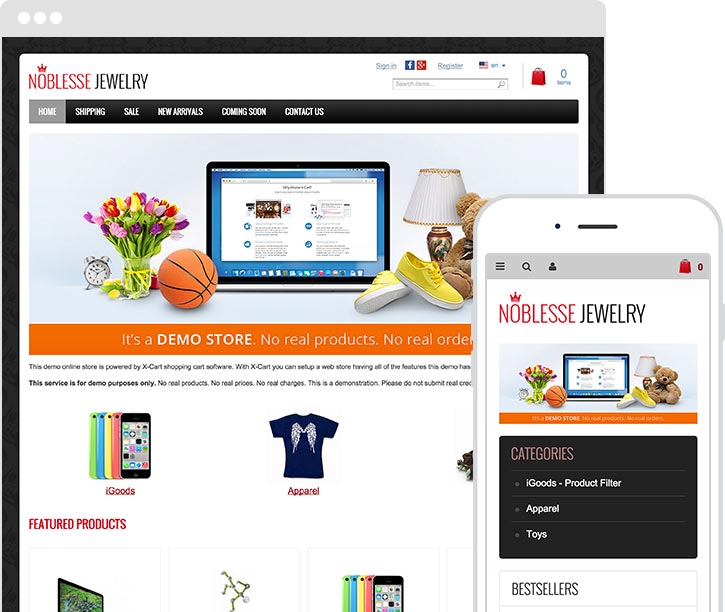 Sign in
Register
en
NOBLESSE JEWELRY
Search items...
0
items
HOME SHIPPING SALE NEW ARRIVALS COMING SOON CONTACT US
Why choose X-Cart?
It's a DEMO STORE. No real products. No real orders
This demo online store is powered by X-Cart shopping cart software. With X-Cart you can setup a web store having all of the features this demo has
This service is for demo purposes only. No real products. No real prices. No real charges. This is a demonstration. Please do not submit real cred
iGoods
Apparel
FEATURED PRODUCTS
0
NOBLESSE JEWELRY
It's a DEMO STORE. No real products. No real orders.
CATEGORIES
iGoods - Product Filter
Apparel
Toys
BESTSELLERS